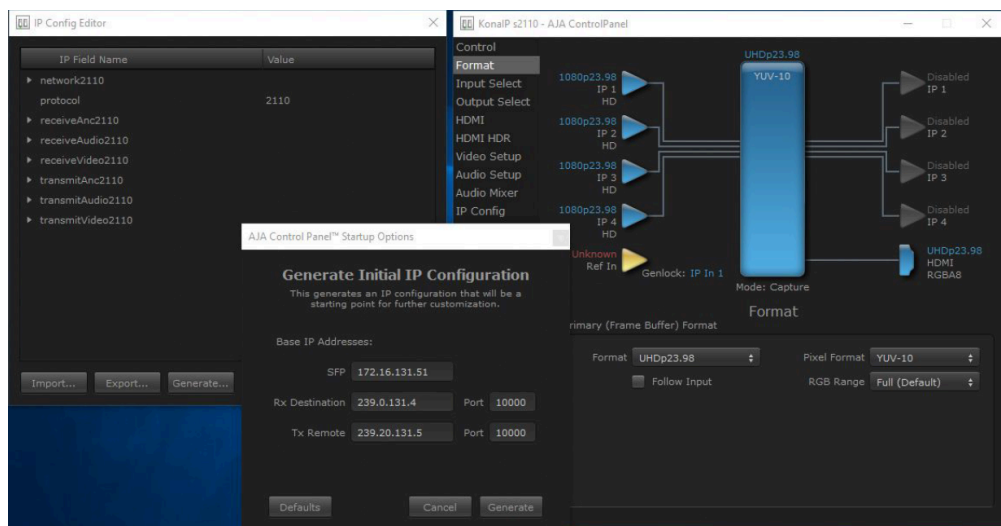 IP Config Editor
IP Field Name Value
network2110
protocol 2110
receiveAnc2110
receiveAudio2110
receiveVideo2110
transmitAnc2110
transmitAudio2110
transmitVideo2110
Import... Export... Generate...
AJA Control Panel™ Startup Options
Generate Initial IP Configuration
This generates an IP configuration that will be a
starting point for further customization.
Base IP Addresses:
SFP 172.16.131.51
Rx Destination 239.0.131.4 Port 10000
Tx Remote 239.20.131.5 Port 10000
Defaults Cancel Generate
KonaIP s2110 - AJA ControlPanel
Control
Format
Input Select
Output Select
HDMI
HDMI HDR
Video Setup
Audio Setup
Audio Mixer
IP Config
1080p23.98
IP 1
HD
1080p23.98
IP 2
HD
1080p23.98
IP 3
HD
1080p23.98
IP 4
HD
Unknown
Ref In
Genlock: IP In 1
UHDp23.98
YUV-10
Mode: Capture
Disabled
IP 1
Disabled
IP 2
Disabled
IP 3
Disabled
IP 4
UHDp23.98
HDMI
RGBA8
Format
rimary (Frame Buffer) Format
Format UHDp23.98 Pixel Format YUV-10
Follow Input RGB Range Full (Default)